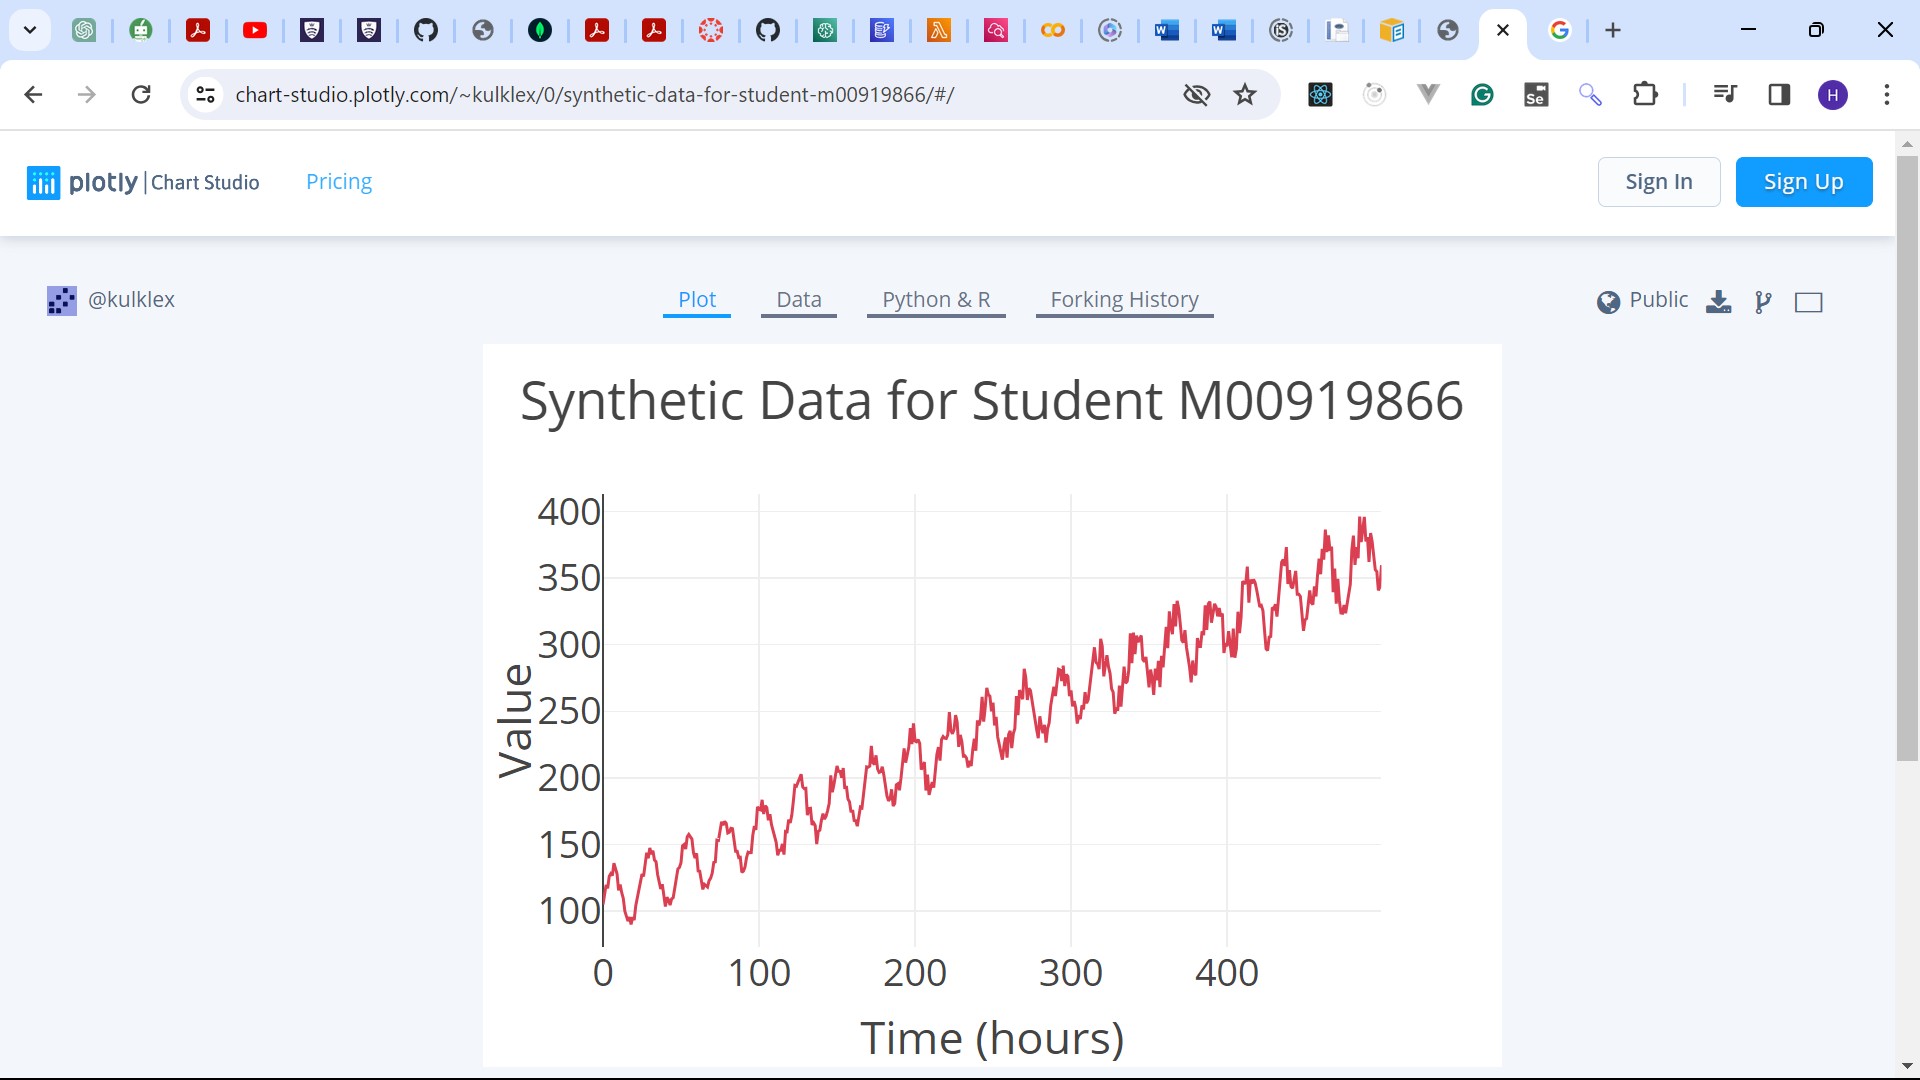 chart-studio.plotly.com/~kulklex/0/synthetic-data-for-student-m00919866/#/
Se
H
plotly | Chart Studio
Pricing
Sign In
Sign Up
@kulklex
Plot
Data
Python & R
Forking History
Public
Synthetic Data for Student M00919866
400
350
300
250
200
150
100
Value
0
100
200
300
400
Time (hours)